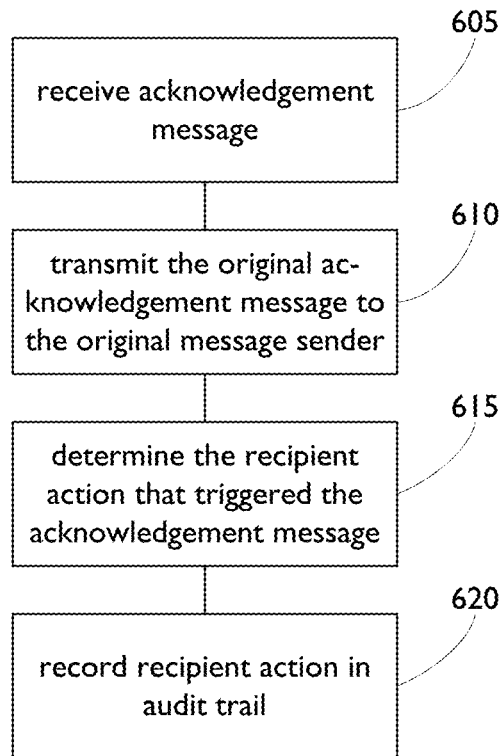 605
receive acknowledgement
message
610
transmit the original ac-
knowledgement message to
the original message sender
615
determine the recipient
action that triggered the
acknowledgement message
620
record recipient action in
audit trail